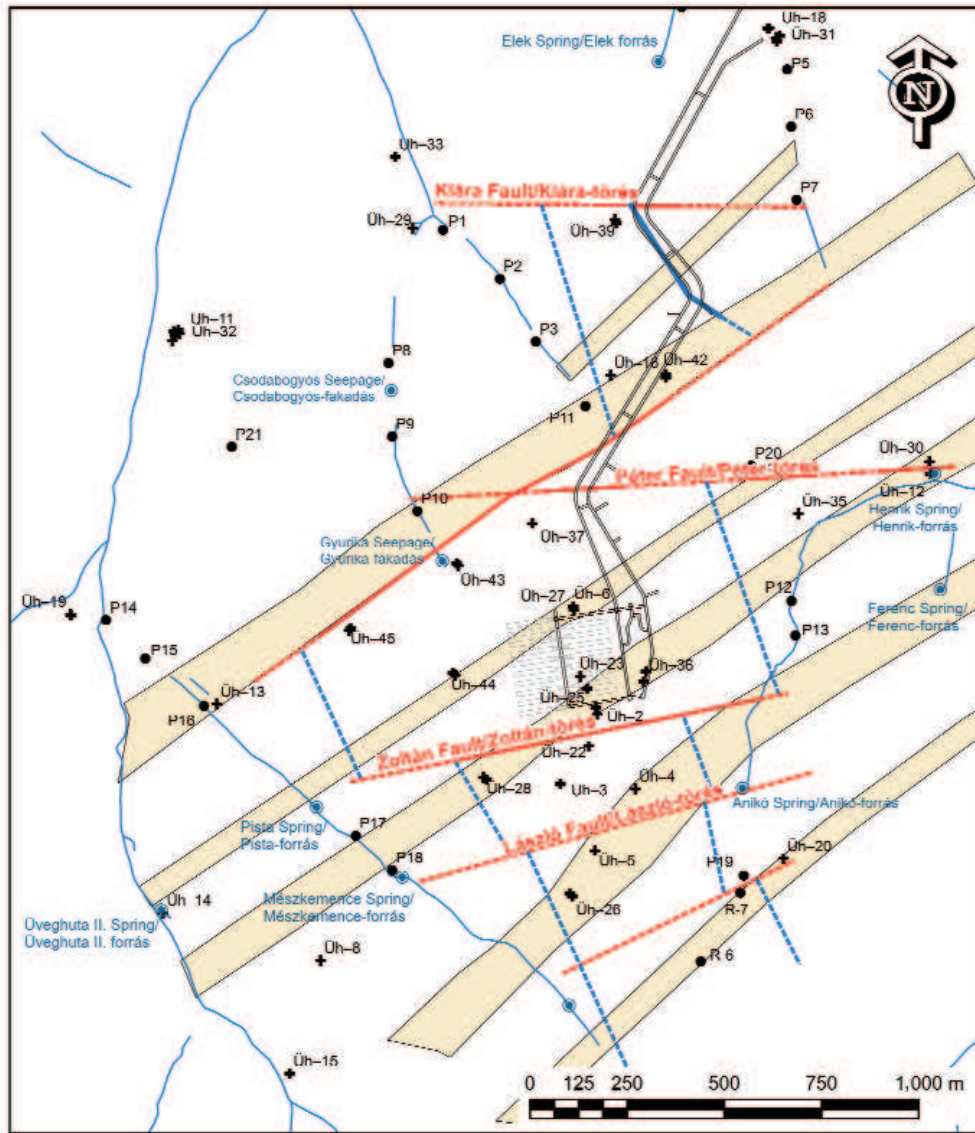 Üh–18
Elek Spring/Elek forrás
Üh–31
P5
N
P6
Üh–33
Klára Fault/Klára-törés
P7
Üh–29
P1
Üh–39
P2
Üh–11
Üh–32
P3
P8
Üh–16
Üh–42
Csodabogyós Seepage/
Csodabogyós-fakadás
P11
P9
P21
P20
Üh–30
Péter Fault/Péter-törés
Üh–12
P10
Üh–35
Henrik Spring/
Henrik-forrás
Üh–37
Gyurika Seepage/
Gyurika fakadás
Üh–43
Üh–27
Üh–6
P12
Ferenc Spring/
Ferenc-forrás
Üh–19
P14
Üh–45
P13
P15
Üh–23
Üh–36
Üh–44
Üh–25
Üh–13
P16
Üh–2
Zoltán Fault/Zoltán-törés
Üh–22
Üh–28
Üh–3
Üh–4
Anikó Spring/Anikó-forrás
Pista Spring/
Pista-forrás
P17
László Fault/László-törés
Üh–5
Üh–20
P18
P19
Mészkemence Spring/
Mészkemence-forrás
R-7
Üh–26
Üh 14
Üveghuta II. Spring/
Üveghuta II. forrás
Üh–8
R 6
Üh–15
0 125 250 500 750 1,000 m